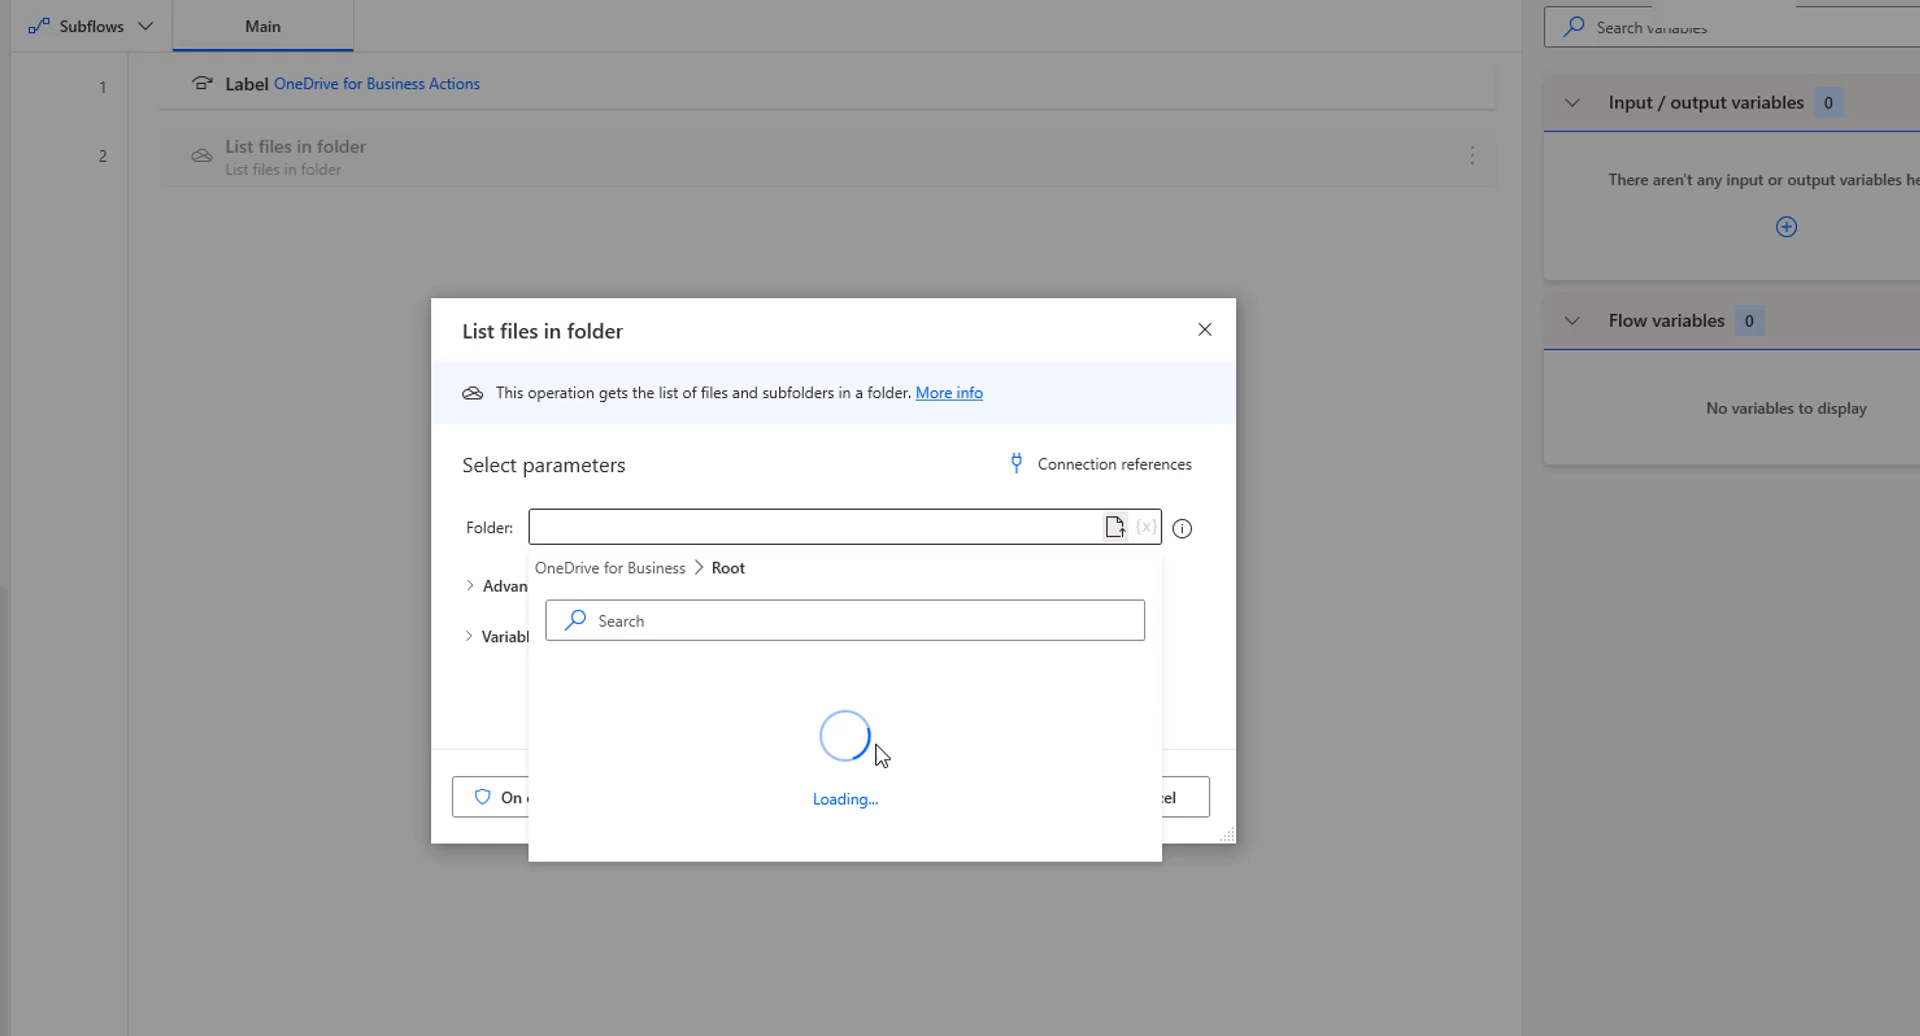 Subflows
Main
Search variables
1
Label OneDrive for Business Actions
Input / output variables 0
2
List files in folder
List files in folder
There aren't any input or output variables he
Flow variables 0
No variables to display
List files in folder
This operation gets the list of files and subfolders in a folder. More info
Select parameters
Connection references
Folder:
{x}
OneDrive for Business > Root
Advan
Search
Variabl
Loading...
On
cel